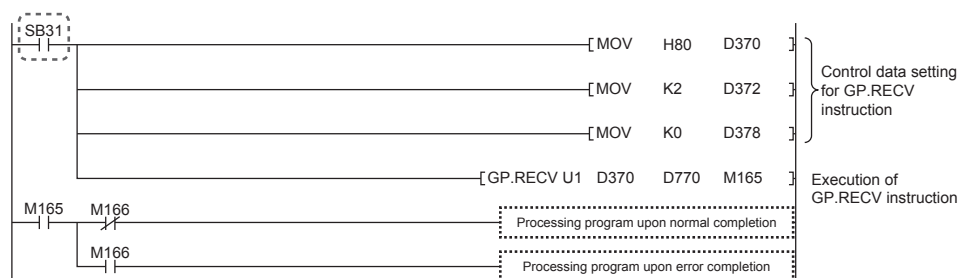 SB31
[ MOV H80 D370 ]
[ MOV K2 D372 ]
[ MOV K0 D378 ]
Control data setting
for GP.RECV
instruction
[ GP.RECV U1 D370 D770 M165 ]
Execution of
GP.RECV instruction
M165 M166
Processing program upon normal completion
M166
Processing program upon error completion